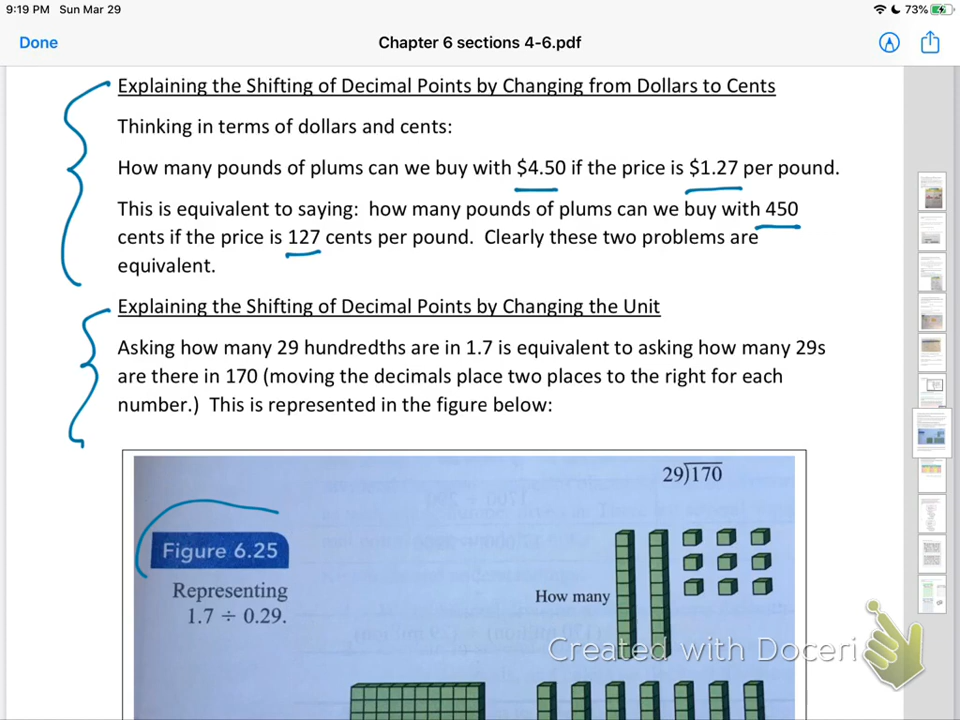 9:19 PM Sun Mar 29
73%
Done
Chapter 6 sections 4-6.pdf
Explaining the Shifting of Decimal Points by Changing from Dollars to Cents
Thinking in terms of dollars and cents:
How many pounds of plums can we buy with $4.50 if the price is $1.27 per pound.
This is equivalent to saying: how many pounds of plums can we buy with 450
cents if the price is 127 cents per pound. Clearly these two problems are
equivalent.
Explaining the Shifting of Decimal Points by Changing the Unit
Asking how many 29 hundredths are in 1.7 is equivalent to asking how many 29s
are there in 170 (moving the decimals place two places to the right for each
number.) This is represented in the figure below:
29)170
Figure 6.25
Representing
1.7 ÷ 0.29.
How many
Created with Doceri